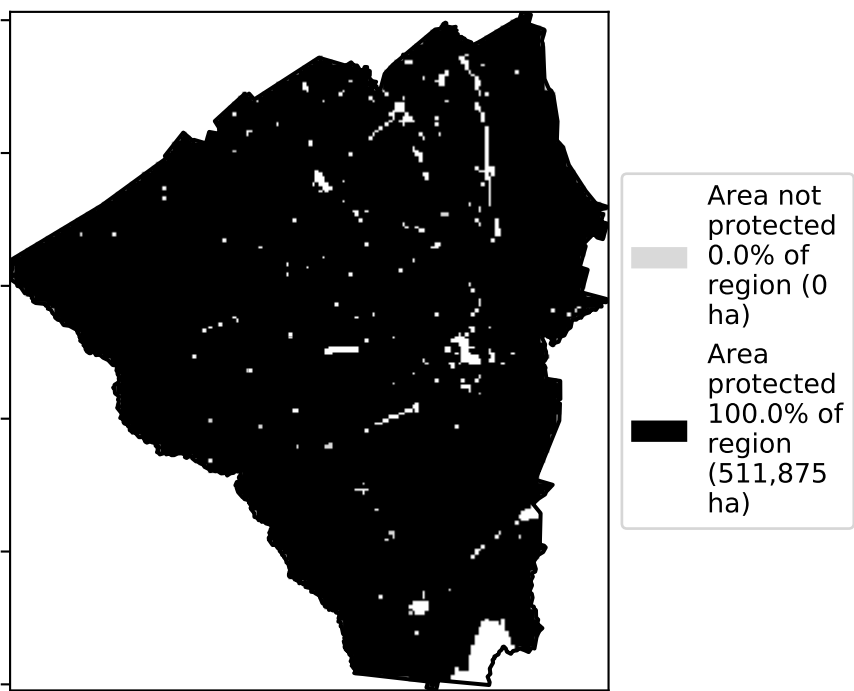 Area not
protected
0.0% of
region (0
ha)
Area
protected
100.0% of
region
(511,875
ha)